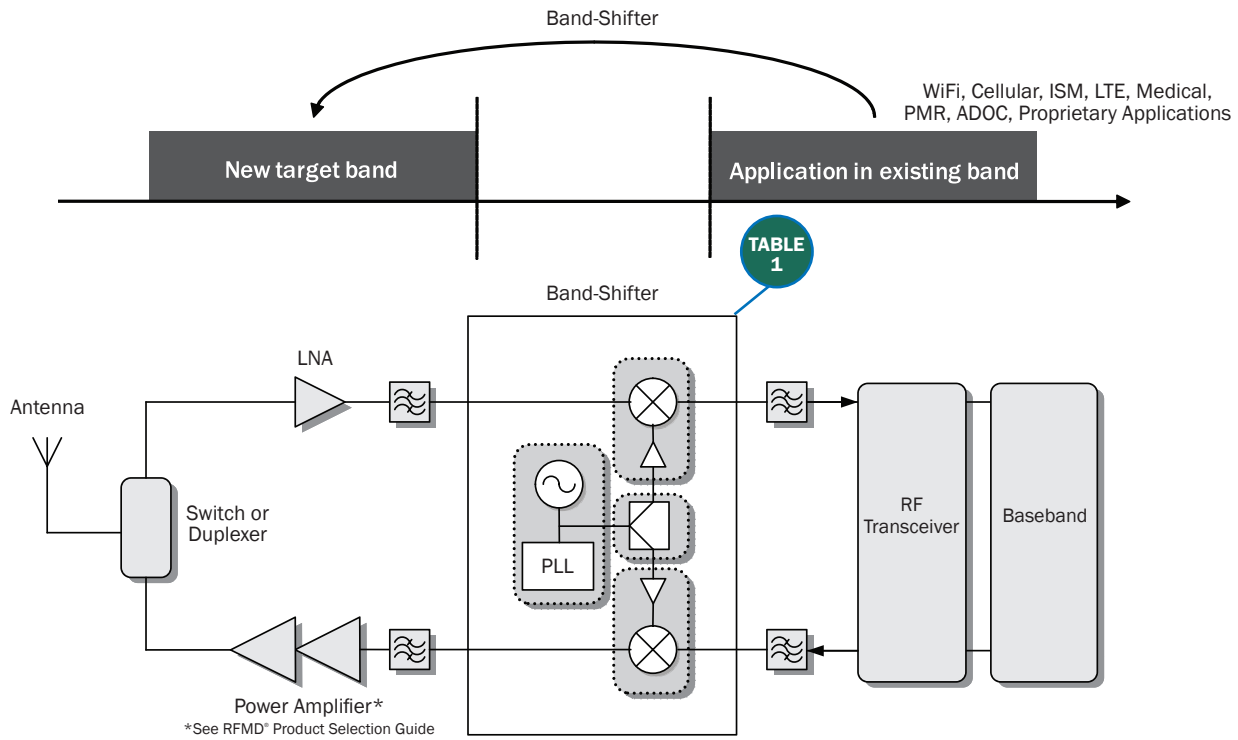 Band-Shifter
WiFi, Cellular, ISM, LTE, Medical,
PMR, ADOC, Proprietary Applications
New target band
Application in existing band
TABLE
1
Band-Shifter
LNA
Antenna
Switch or
Duplexer
PLL
RF
Transceiver
Baseband
Power Amplifier*
*See RFMD® Product Selection Guide